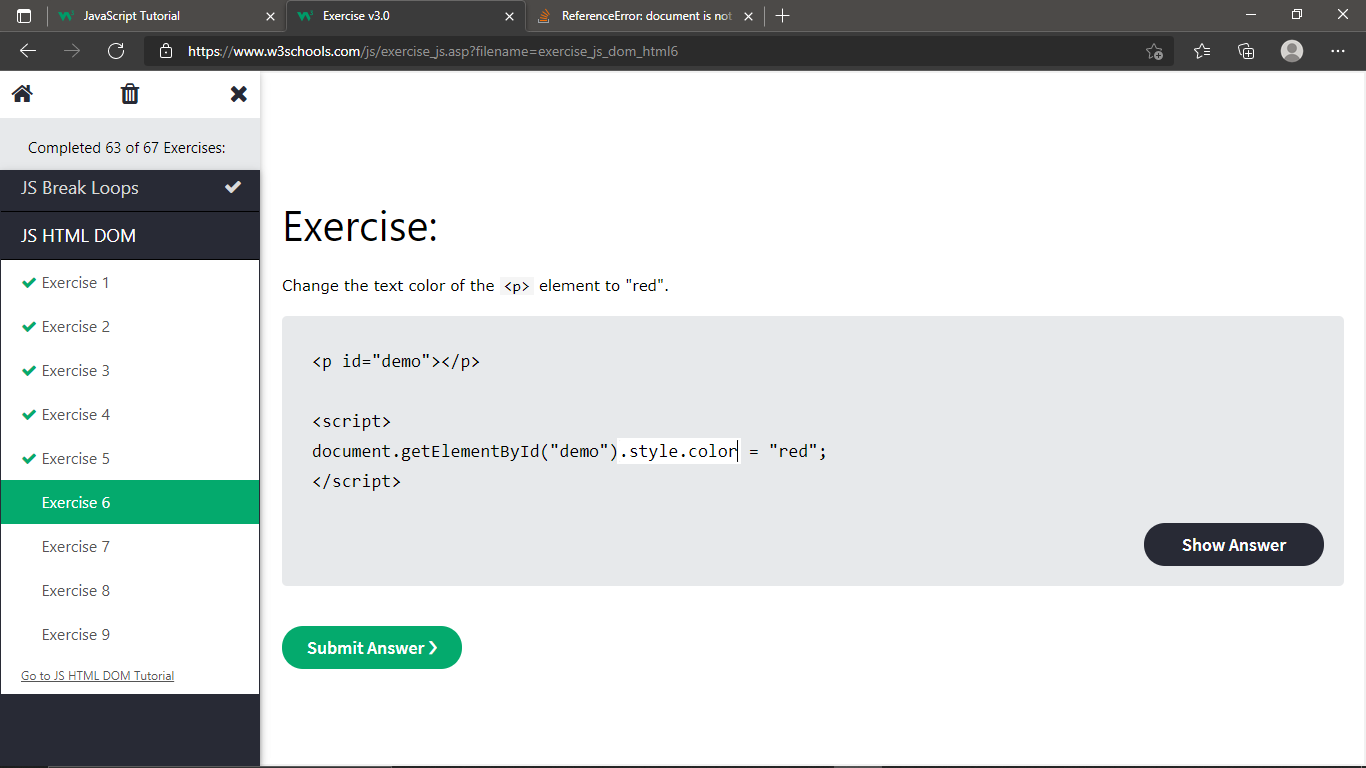 JavaScript Tutorial
Exercise v3.0
ReferenceError: document is not
https://www.w3schools.com/js/exercise_js.asp?filename=exercise_js_dom_html6
Completed 63 of 67 Exercises:
JS Break Loops
JS HTML DOM
Exercise 1
Exercise 2
Exercise 3
Exercise 4
Exercise 5
Exercise 6
Exercise 7
Exercise 8
Exercise 9
Go to JS HTML DOM Tutorial
Exercise:
Change the text color of the <p> element to "red".
<p id="demo"></p>
<script>
document.getElementById("demo").style.color = "red";
</script>
Show Answer
Submit Answer ❯